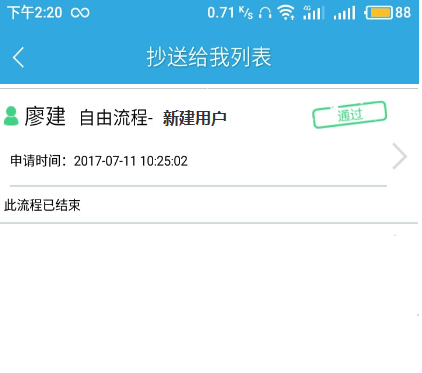 下午2:20 0.71 K/s 4G 88
抄送给我列表
廖建 自由流程- 新建用户 通过
申请时间：2017-07-11 10:25:02
此流程已结束